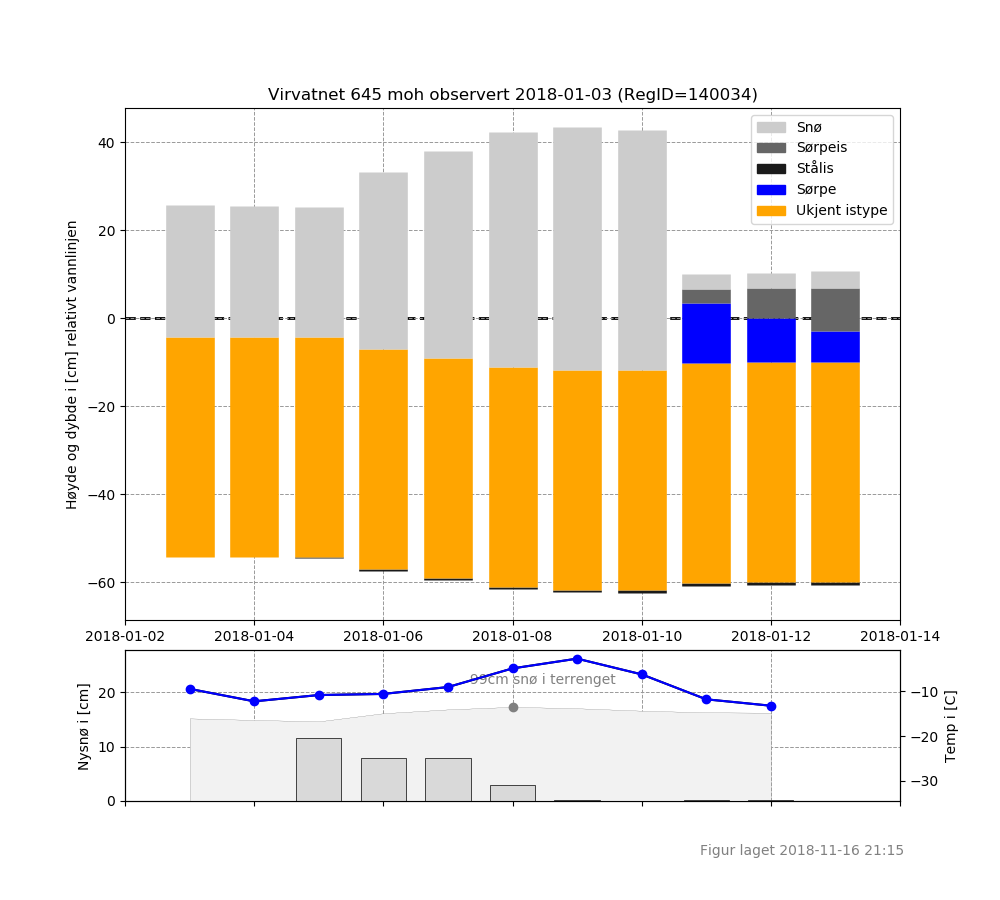 Virvatnet 645 moh observert 2018-01-03 (RegID=140034)
Høyde og dybde i [cm] relativt vannlinjen
40
20
0
−20
−40
−60
Snø
Sørpeis
Stålis
Sørpe
Ukjent istype
2018-01-02 2018-01-04 2018-01-06 2018-01-08 2018-01-10 2018-01-12 2018-01-14
Nysnø i [cm]
20
10
0
99cm snø i terrenget
−10
−20
−30
Temp i [C]
Figur laget 2018-11-16 21:15